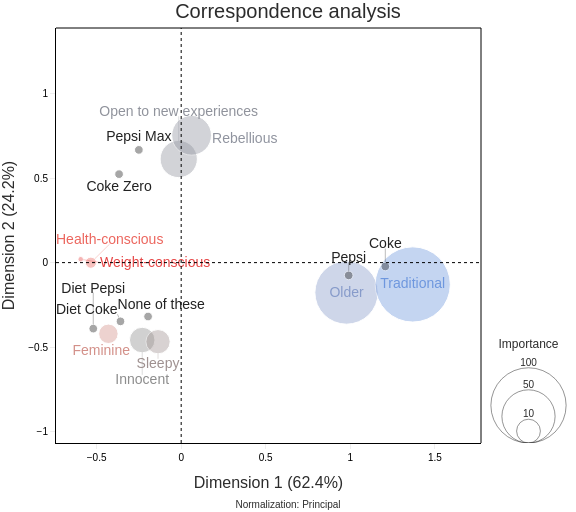 Correspondence analysis
Dimension 2 (24.2%)
1
0.5
0
−0.5
−1
Open to new experiences
Pepsi Max
Rebellious
Coke Zero
Health-conscious
Weight-conscious
Coke
Pepsi
Older
Traditional
Diet Pepsi
Diet Coke
None of these
Feminine
Sleepy
Innocent
−0.5
0
0.5
1
1.5
Dimension 1 (62.4%)
Normalization: Principal
Importance
100
50
10